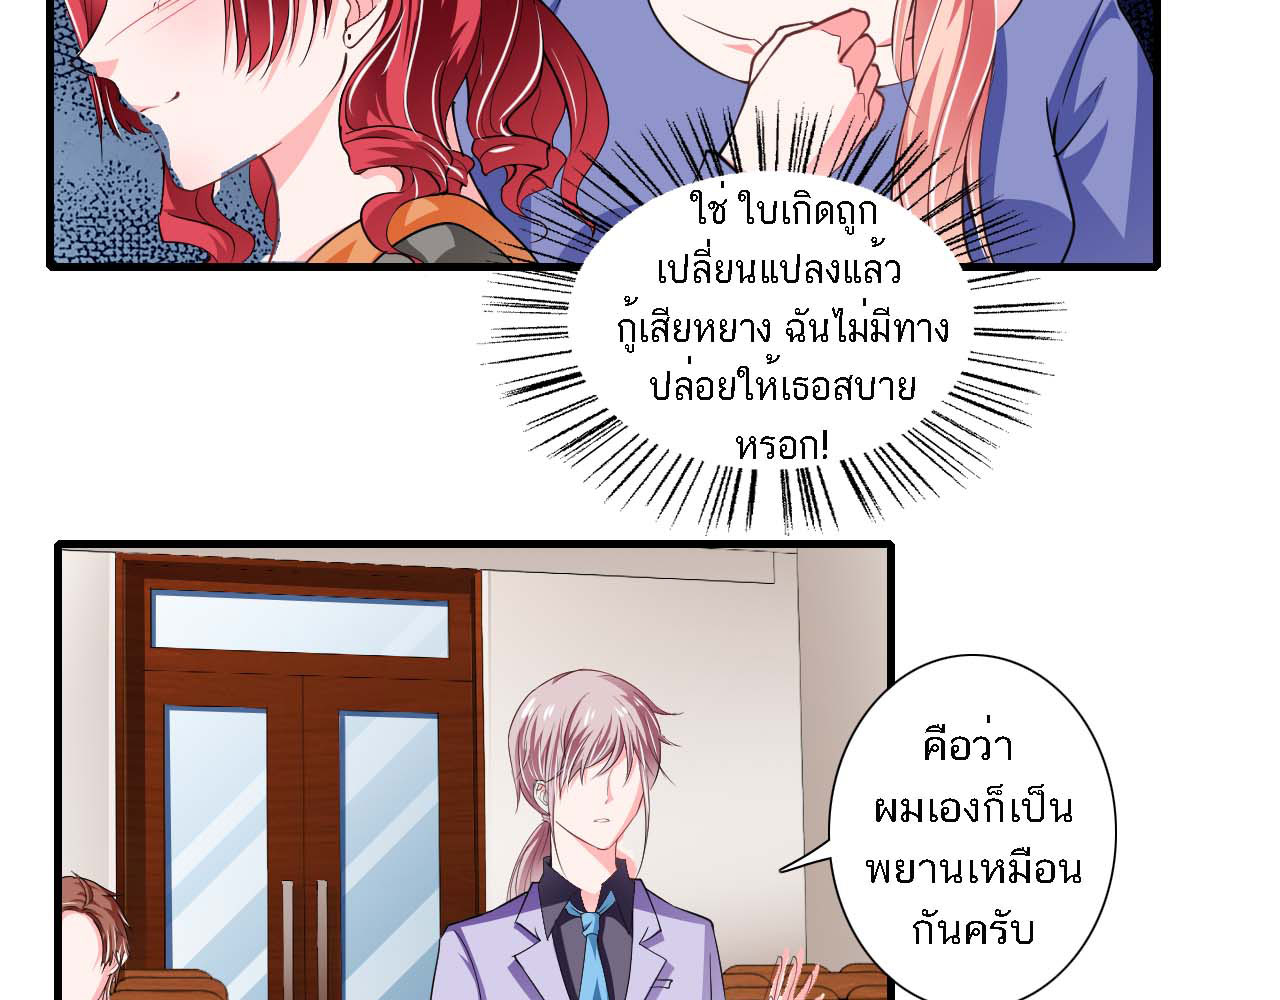 ใช่ ใบเกิดถูก
เปลี่ยนแปลงแล้ว
กู้เสียหยาง ฉันไม่มีทาง
ปล่อยให้เธอสบาย
หรอก!
คือว่า
ผมเองก็เป็น
พยานเหมือน
กันครับ